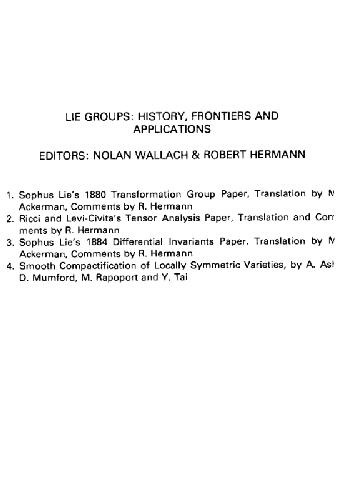 LIE GROUPS: HISTORY, FRONTIERS AND
APPLICATIONS
EDITORS: NOLAN WALLACH & ROBERT HERMANN
1. Sophus Lie's 1880 Transformation Group Paper, Translation by
Ackerman, Comments by R. Hermann
2. Ricci and Levi-Civita's Tensor Analysis Paper, Translation and Com
ments by R. Hermann
3. Sophus Lie's 1884 Differential Invariants Paper, Translation by
Ackerman, Comments by R. Hermann
4. Smooth Compactification of Locally Symmetric Varieties, by A.
D. Mumford, M. Rapoport and Y. Tai